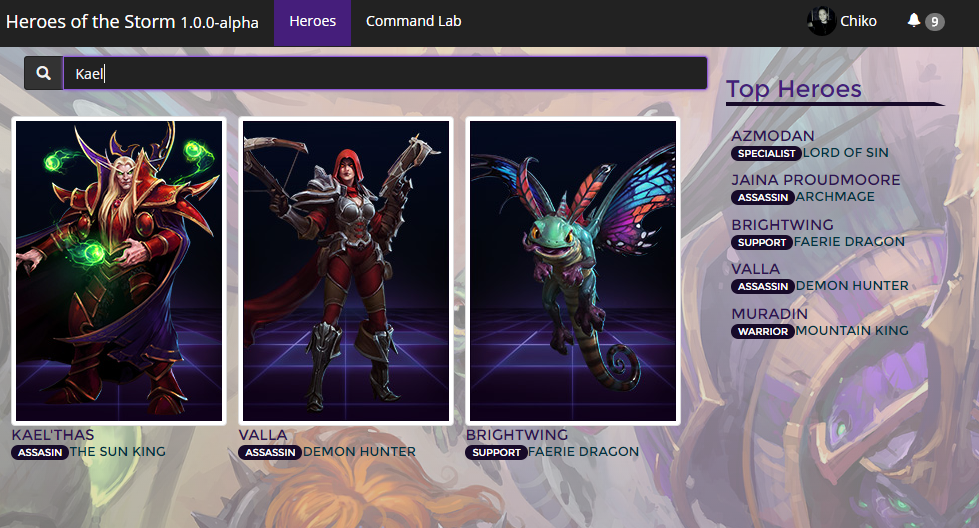 Heroes of the Storm 1.0.0-alpha Heroes Command Lab Chiko 9
Kael
Top Heroes
AZMODAN
SPECIALIST LORD OF SIN
JAINA PROUDMOORE
ASSASSIN ARCHMAGE
BRIGHTWING
SUPPORT FAERIE DRAGON
VALLA
ASSASSIN DEMON HUNTER
MURADIN
WARRIOR MOUNTAIN KING
KAEL'THAS
ASSASIN THE SUN KING
VALLA
ASSASSIN DEMON HUNTER
BRIGHTWING
SUPPORT FAERIE DRAGON